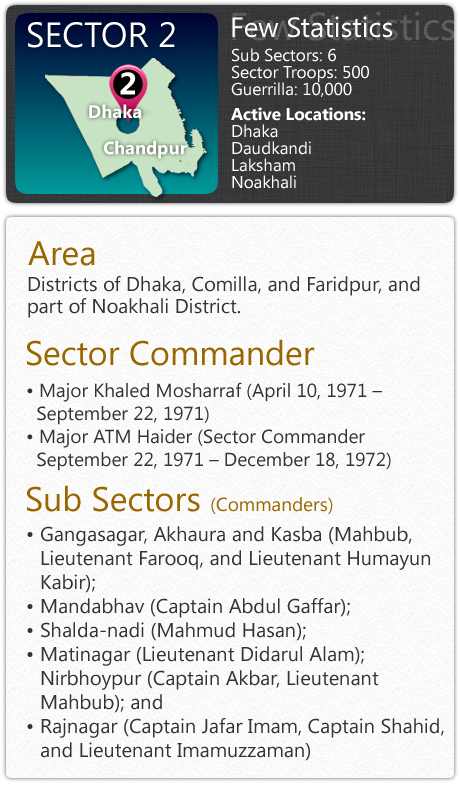 SECTOR 2
2
Dhaka
Chandpur
Few Statistics
Few Statistics
Sub Sectors: 6
Sector Troops: 500
Guerrilla: 10,000
Active Locations:
Dhaka
Daudkandi
Laksham
Noakhali
Area
Districts of Dhaka, Comilla, and Faridpur, and
part of Noakhali District.
Sector Commander
• Major Khaled Mosharraf (April 10, 1971 –
September 22, 1971)
• Major ATM Haider (Sector Commander
September 22, 1971 – December 18, 1972)
Sub Sectors (Commanders)
• Gangasagar, Akhaura and Kasba (Mahbub,
Lieutenant Farooq, and Lieutenant Humayun
Kabir);
• Mandabhav (Captain Abdul Gaffar);
• Shalda-nadi (Mahmud Hasan);
• Matinagar (Lieutenant Didarul Alam);
Nirbhoypur (Captain Akbar, Lieutenant
Mahbub); and
• Rajnagar (Captain Jafar Imam, Captain Shahid,
and Lieutenant Imamuzzaman)